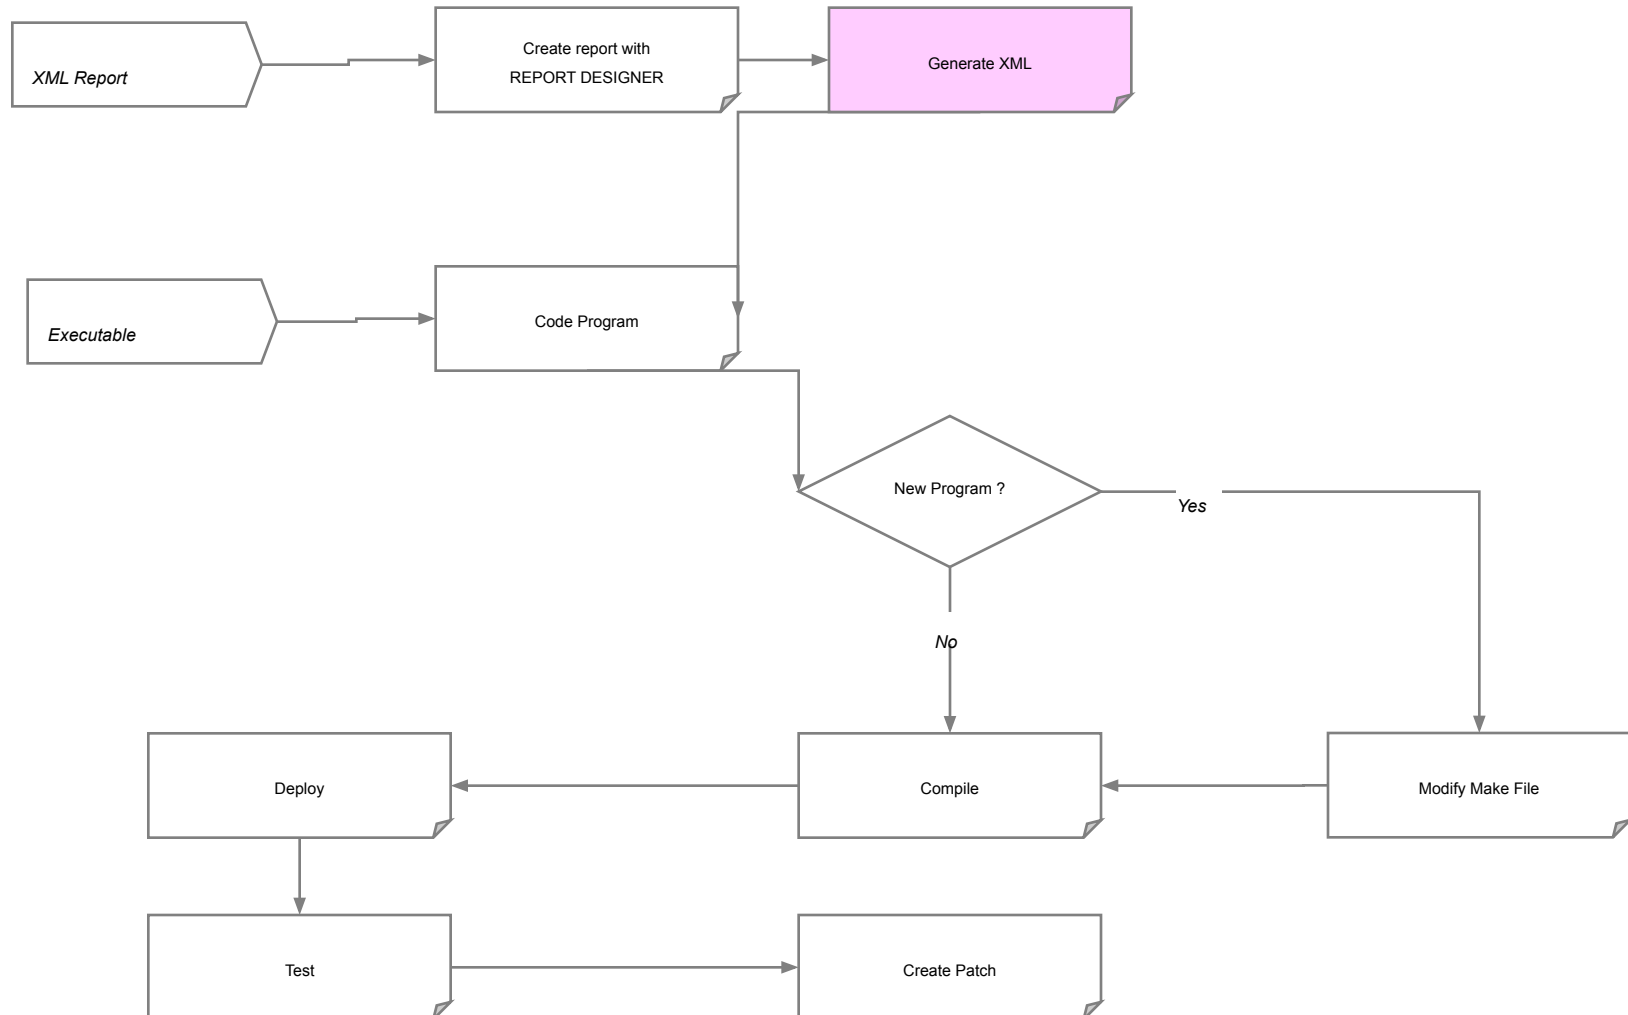 XML Report
Create report with
REPORT DESIGNER
Generate XML
Executable
Code Program
New Program ?
Yes
No
Deploy
Compile
Modify Make File
Test
Create Patch